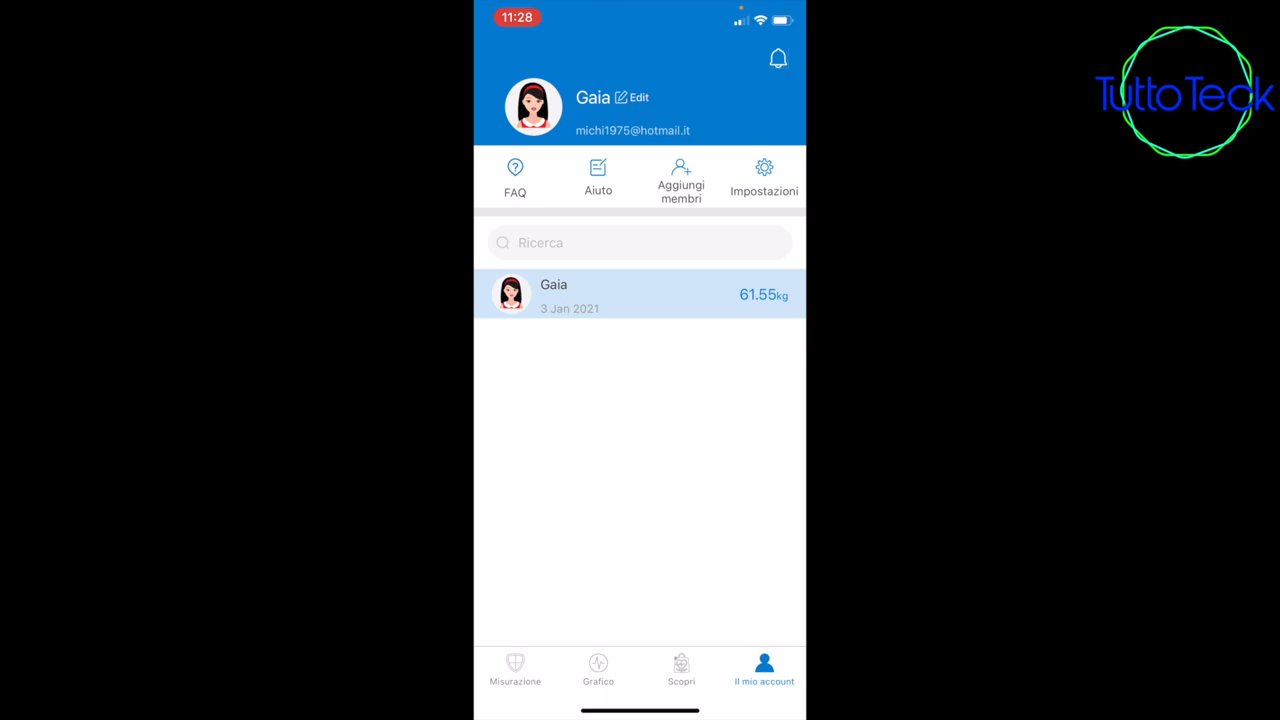 11:28
TuttoTeck
Gaia Edit
michi1975@hotmail.it
FAQ
Aiuto
Aggiungi
membri
Impostazioni
Ricerca
Gaia
3 Jan 2021
61.55kg
Misurazione
Grafico
Scopri
Il mio account